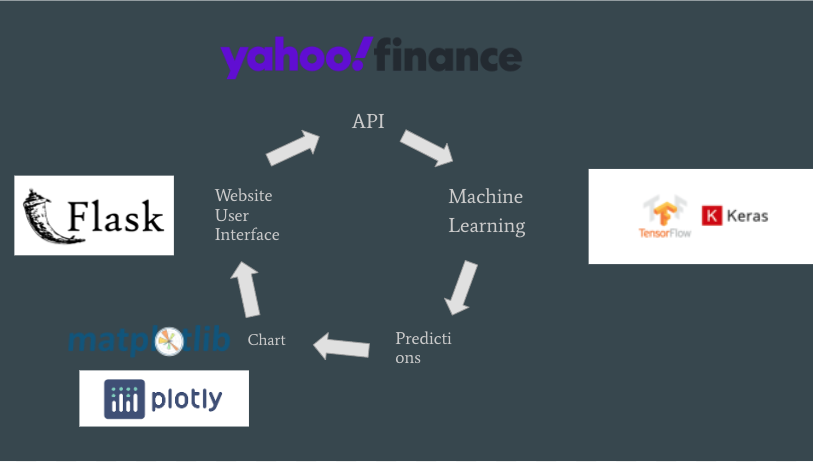 yahoo!finance
API
Website
User
Interface
Machine
Learning
Flask
TensorFlow
Keras
matplotlib
Chart
Predicti
ons
plotly